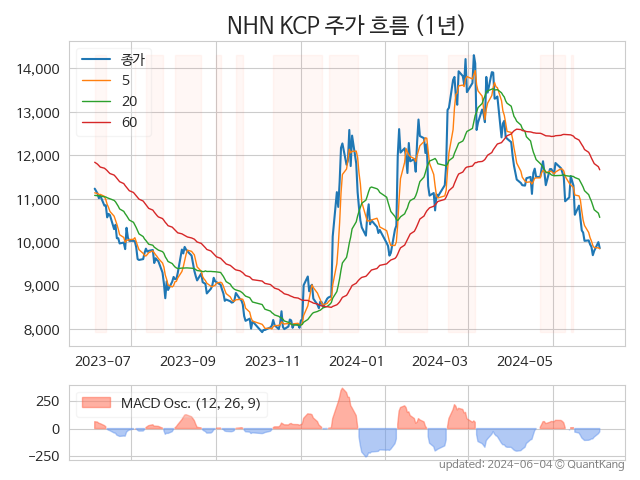 NHN KCP 주가 흐름 (1년)
종가
5
20
60
14,000
13,000
12,000
11,000
10,000
9,000
8,000
2023-07 2023-09 2023-11 2024-01 2024-03 2024-05
MACD Osc. (12, 26, 9)
250
0
−250
updated: 2024-06-04 © QuantKang